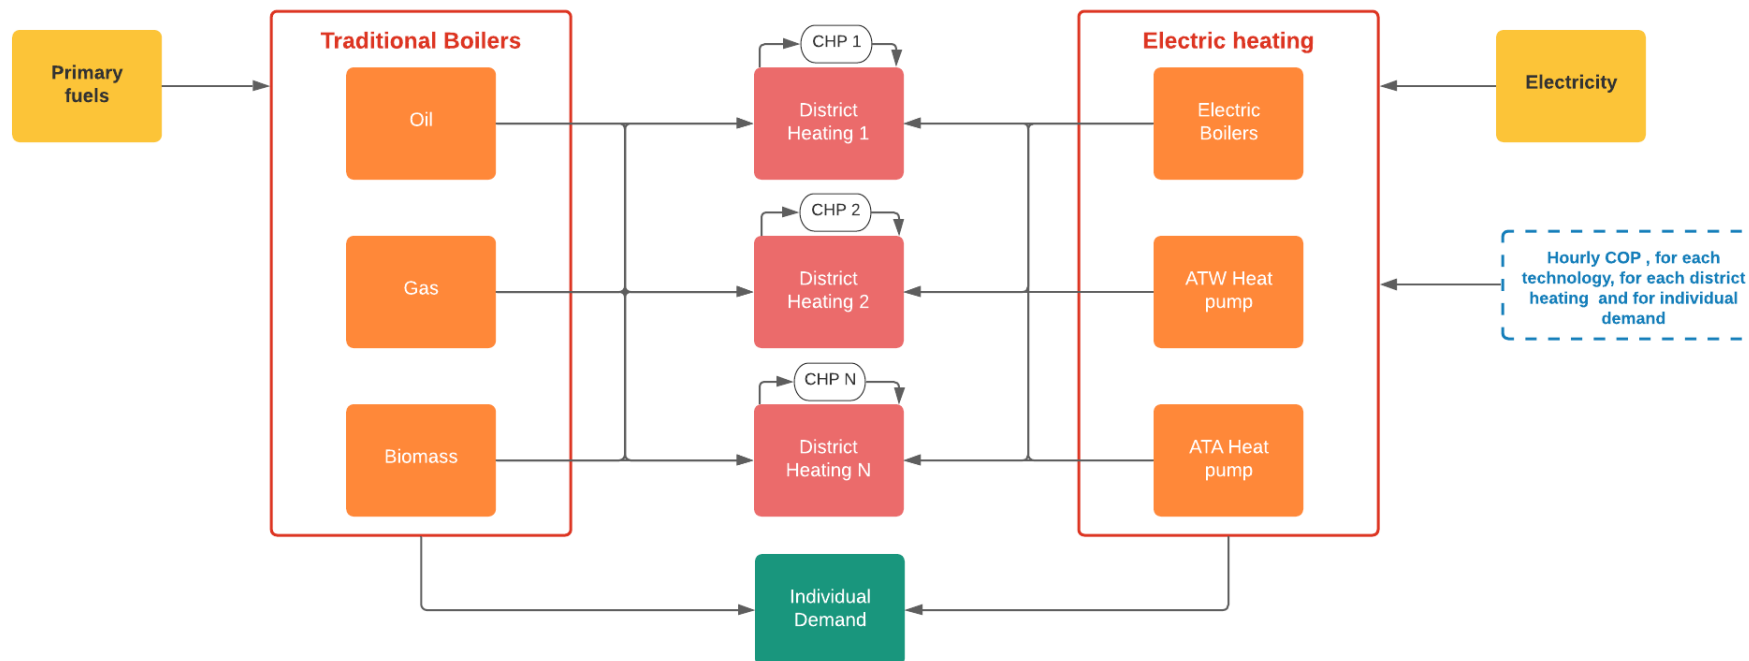 Primary
fuels
Traditional Boilers
Oil
Gas
Biomass
CHP 1
District
Heating 1
CHP 2
District
Heating 2
CHP N
District
Heating N
Individual
Demand
Electric heating
Electric
Boilers
ATW Heat
pump
ATA Heat
pump
Electricity
Hourly COP , for each
technology, for each district
heating and for individual
demand